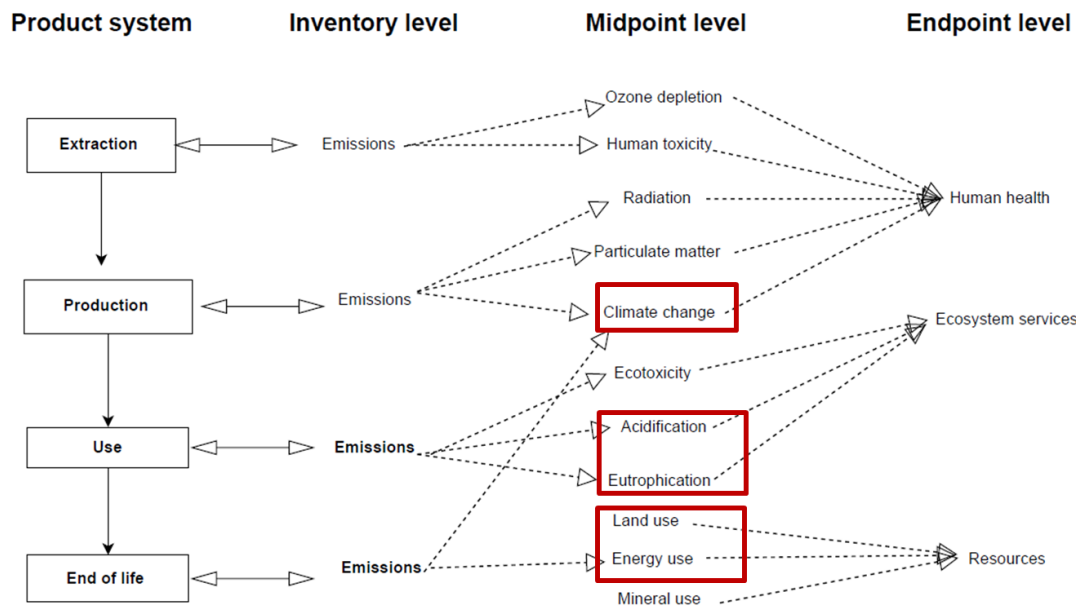 Product system
Inventory level
Midpoint level
Endpoint level
Ozone depletion
Extraction
Emissions
Human toxicity
Radiation
Human health
Particulate matter
Production
Emissions
Climate change
Ecosystem services
Ecotoxicity
Use
Emissions
Acidification
Eutrophication
Land use
Energy use
Resources
End of life
Emissions
Mineral use